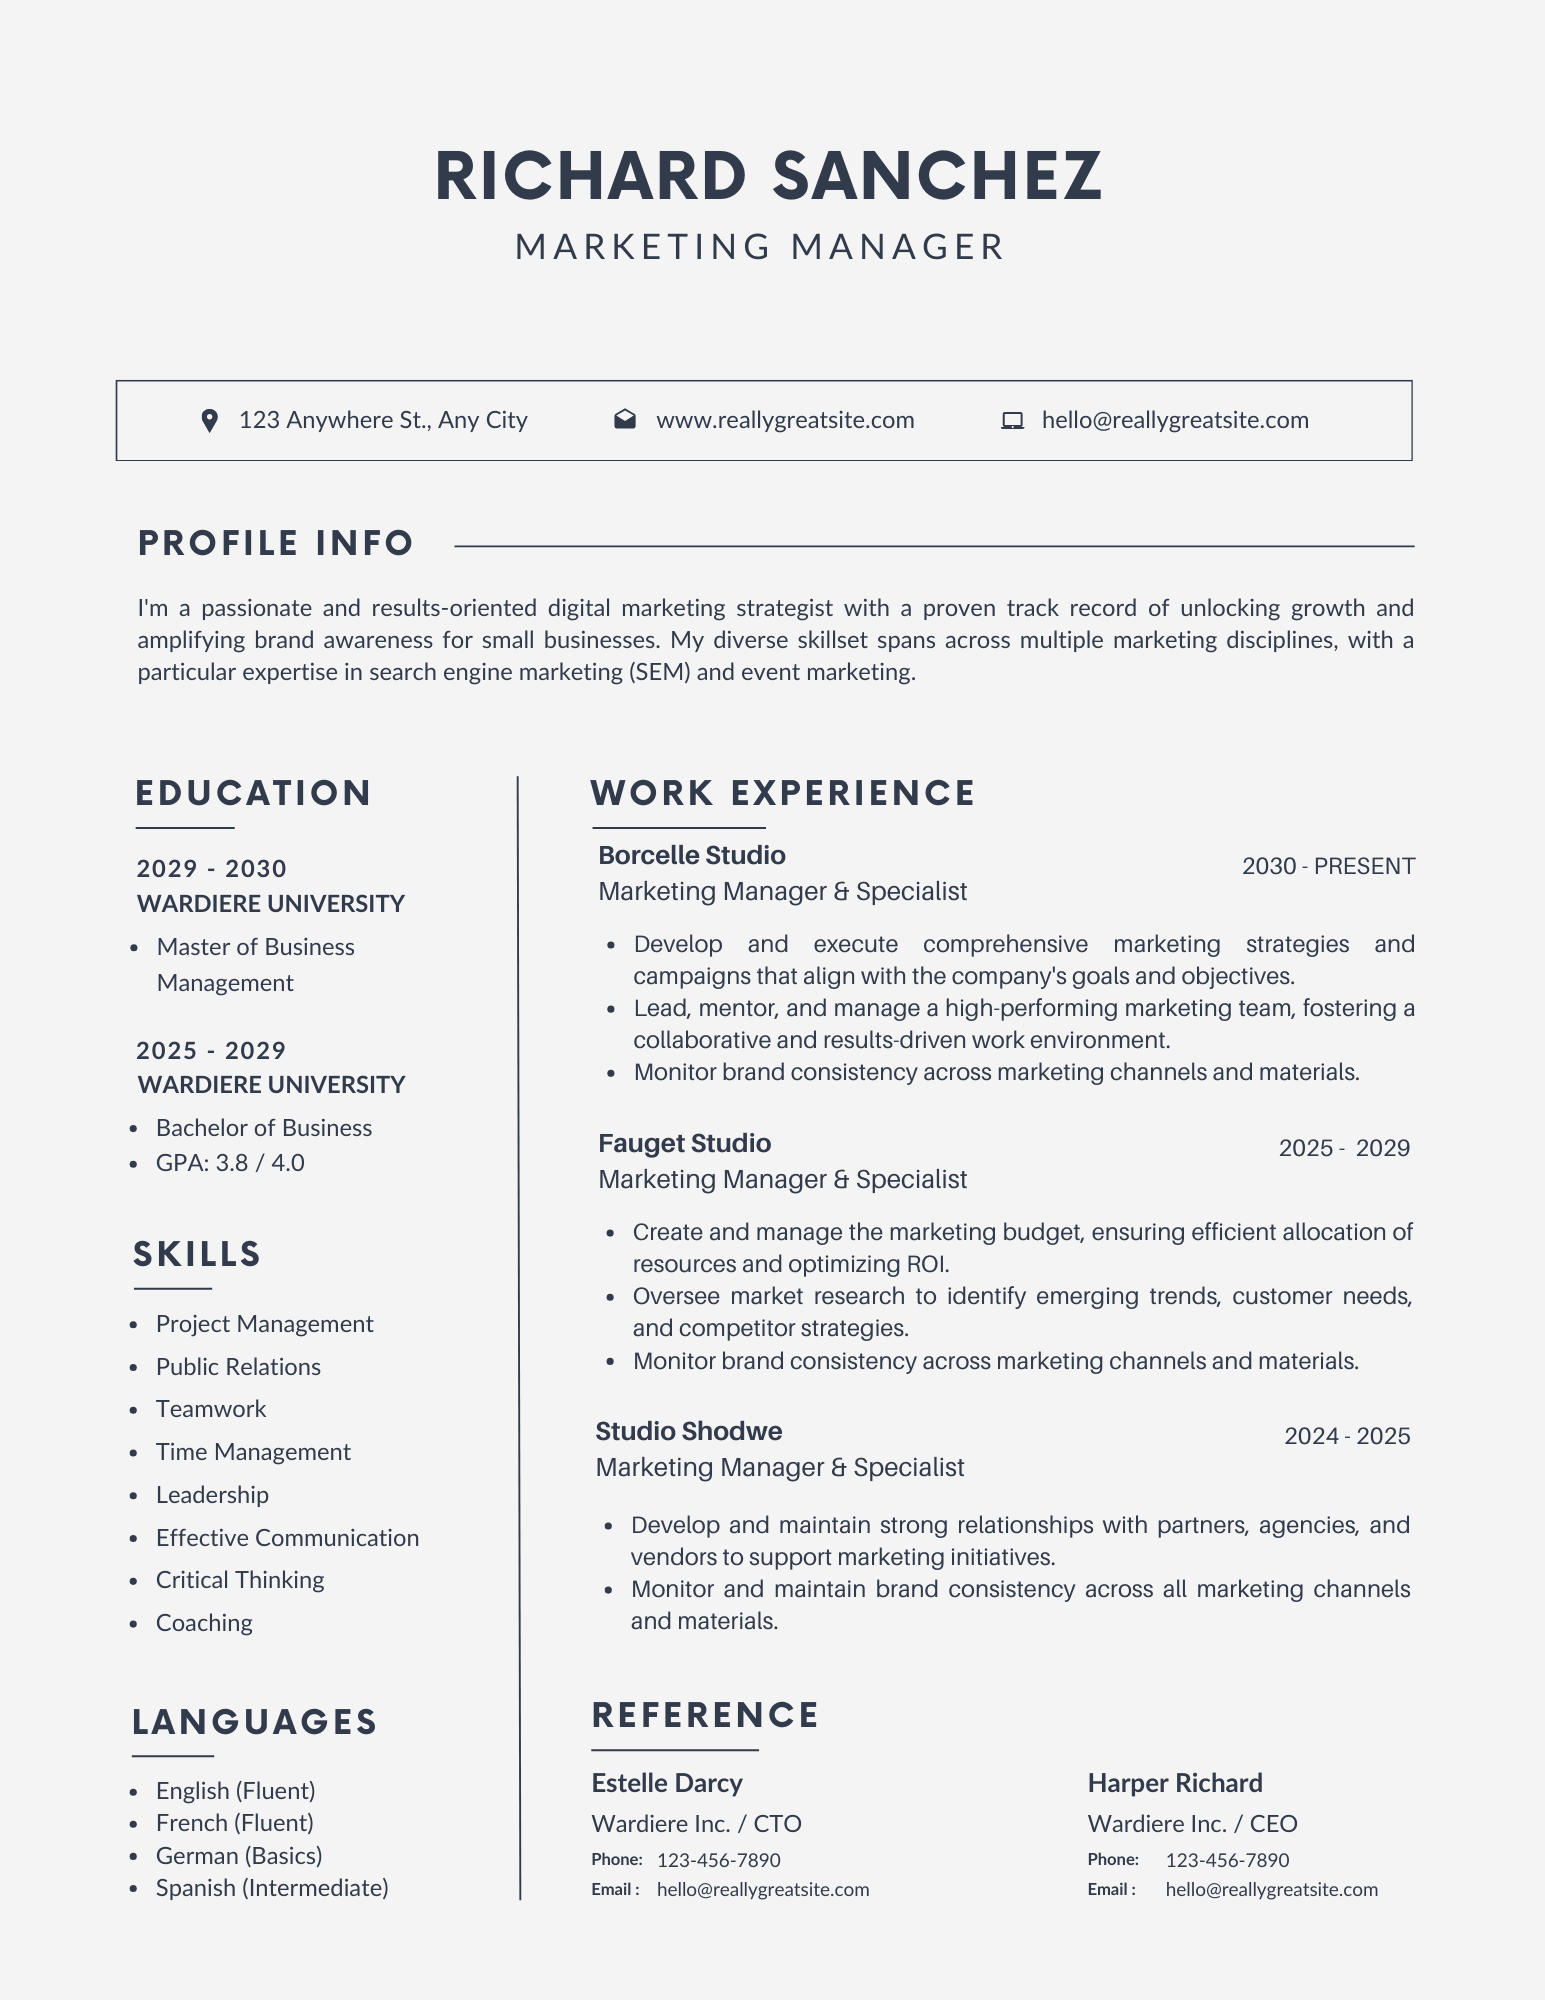 RICHARD SANCHEZ
MARKETING MANAGER
123 Anywhere St., Any City
www.reallygreatsite.com
hello@reallygreatsite.com
PROFILE INFO
I'm a passionate and results-oriented digital marketing strategist with a proven track record of unlocking growth and
amplifying brand awareness for small businesses. My diverse skillset spans across multiple marketing disciplines, with a
particular expertise in search engine marketing (SEM) and event marketing.
EDUCATION
2029 - 2030
WARDIERE UNIVERSITY
• Master of Business
Management
2025 - 2029
WARDIERE UNIVERSITY
• Bachelor of Business
• GPA: 3.8 / 4.0
SKILLS
• Project Management
• Public Relations
• Teamwork
• Time Management
• Leadership
• Effective Communication
• Critical Thinking
• Coaching
LANGUAGES
• English (Fluent)
• French (Fluent)
• German (Basics)
• Spanish (Intermediate)
WORK EXPERIENCE
Borcelle Studio
2030 - PRESENT
Marketing Manager & Specialist
• Develop and execute comprehensive marketing strategies and
campaigns that align with the company's goals and objectives.
• Lead, mentor, and manage a high-performing marketing team, fostering a
collaborative and results-driven work environment.
• Monitor brand consistency across marketing channels and materials.
Fauget Studio
2025 - 2029
Marketing Manager & Specialist
• Create and manage the marketing budget, ensuring efficient allocation of
resources and optimizing ROI.
• Oversee market research to identify emerging trends, customer needs,
and competitor strategies.
• Monitor brand consistency across marketing channels and materials.
Studio Shodwe
2024 - 2025
Marketing Manager & Specialist
• Develop and maintain strong relationships with partners, agencies, and
vendors to support marketing initiatives.
• Monitor and maintain brand consistency across all marketing channels
and materials.
REFERENCE
Estelle Darcy
Wardiere Inc. / CTO
Phone: 123-456-7890
Email : hello@reallygreatsite.com
Harper Richard
Wardiere Inc. / CEO
Phone: 123-456-7890
Email : hello@reallygreatsite.com